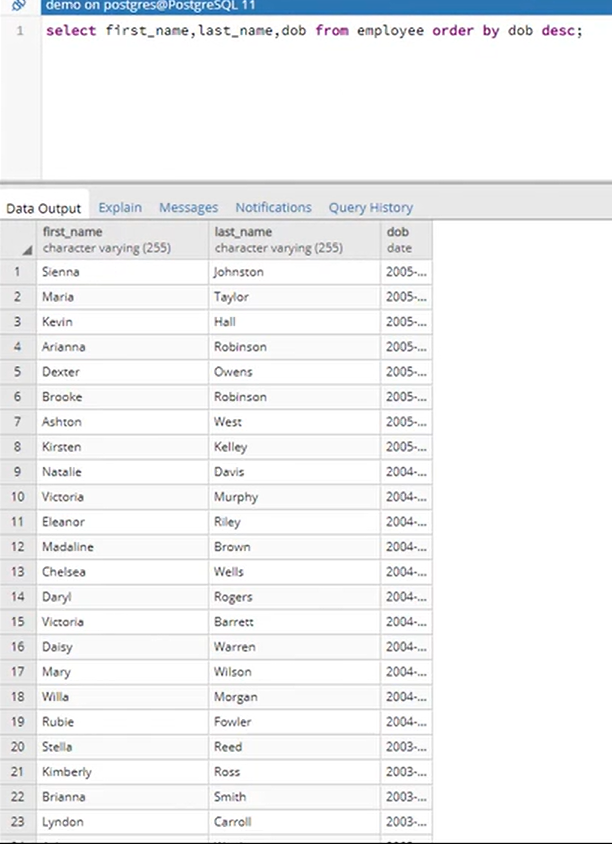 demo on postgres@PostgreSQL 11
1 select first_name,last_name,dob from employee order by dob desc;
Data Output Explain Messages Notifications Query History
first_name last_name dob
character varying (255) character varying (255) date
1 Sienna Johnston 2005-...
2 Maria Taylor 2005-...
3 Kevin Hall 2005-...
4 Arianna Robinson 2005-...
5 Dexter Owens 2005-...
6 Brooke Robinson 2005-...
7 Ashton West 2005-...
8 Kirsten Kelley 2005-...
9 Natalie Davis 2004-...
10 Victoria Murphy 2004-...
11 Eleanor Riley 2004-...
12 Madaline Brown 2004-...
13 Chelsea Wells 2004-...
14 Daryl Rogers 2004-...
15 Victoria Barrett 2004-...
16 Daisy Warren 2004-...
17 Mary Wilson 2004-...
18 Willa Morgan 2004-...
19 Rubie Fowler 2004-...
20 Stella Reed 2003-...
21 Kimberly Ross 2003-...
22 Brianna Smith 2003-...
23 Lyndon Carroll 2003-...